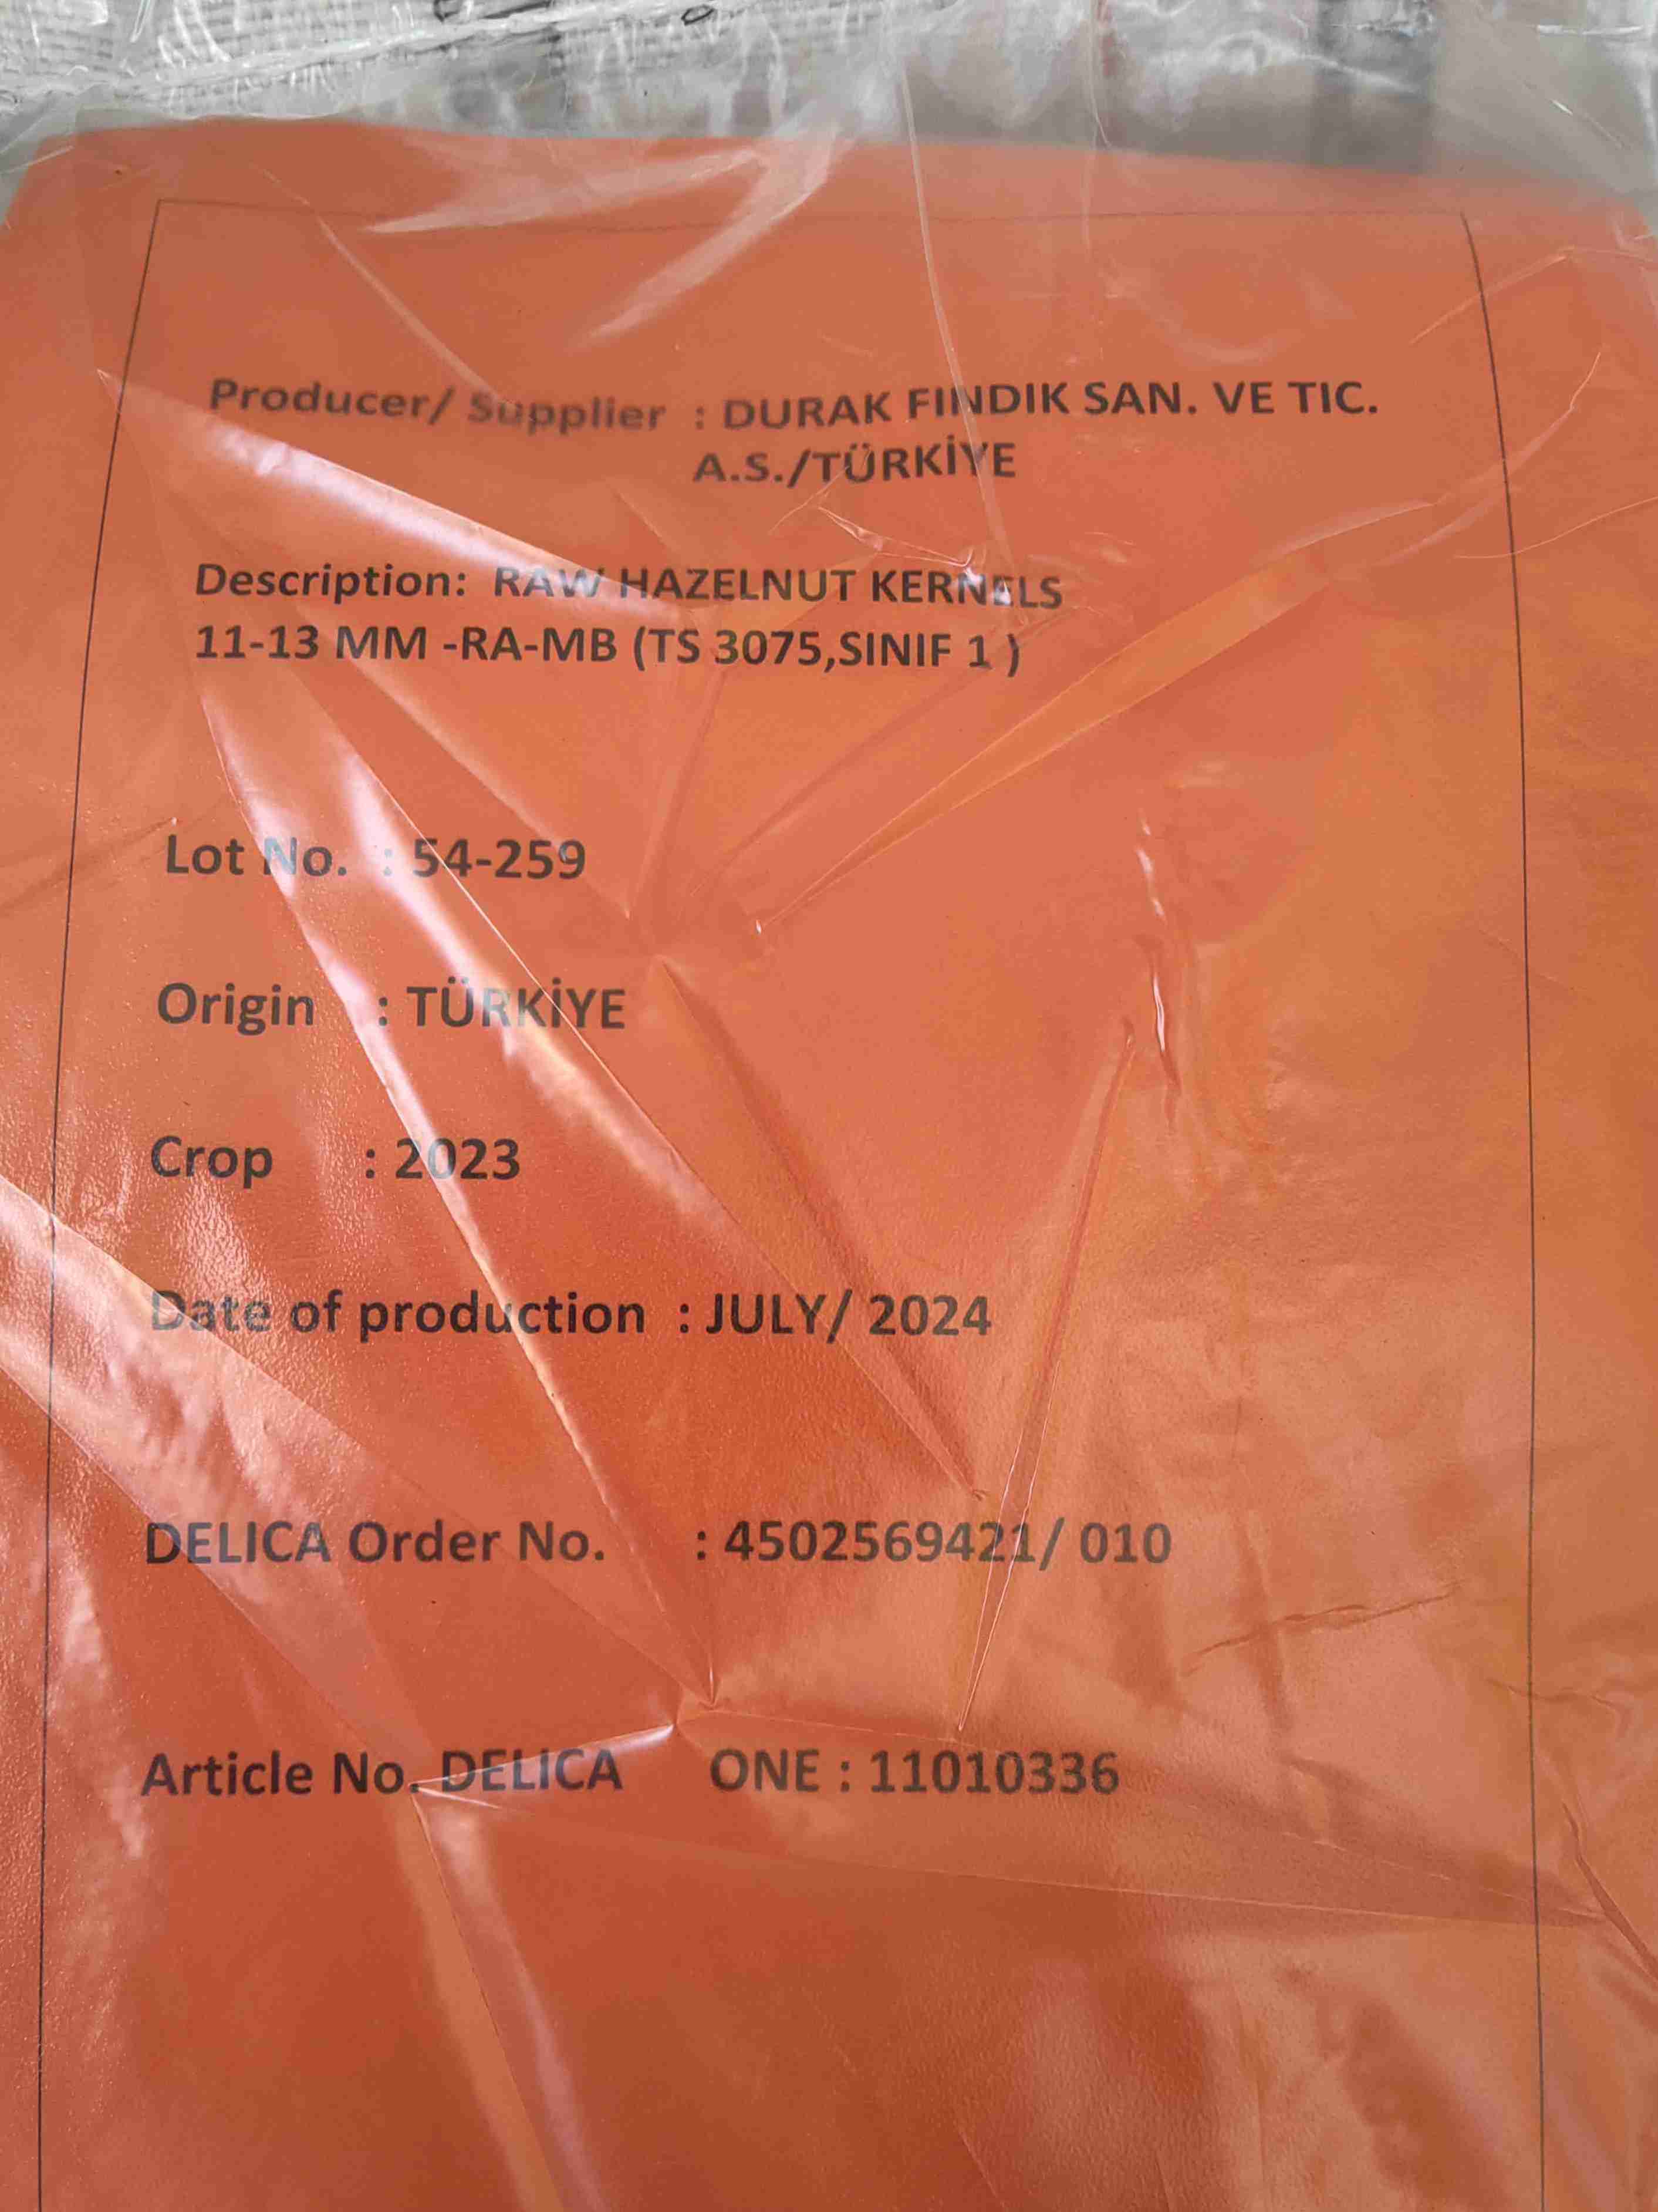 Producer/ Supplier : DURAK FINDIK SAN. VE TIC.
A.S./TÜRKİYE
Description: RAW HAZELNUT KERNELS
11-13 MM -RA-MB (TS 3075,SINIF 1 )
Lot No. : 54-259
Origin : TÜRKİYE
Crop : 2023
Date of production : JULY/ 2024
DELICA Order No. : 4502569421/ 010
Article No. DELICA ONE : 11010336